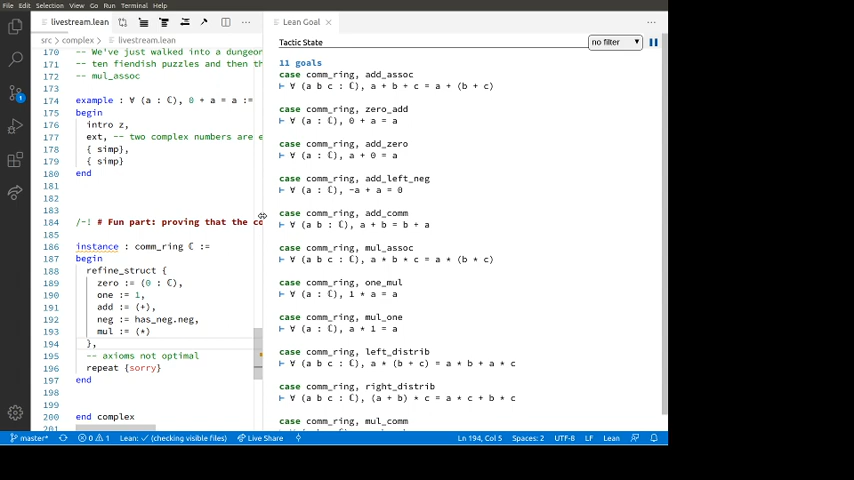 File Edit Selection View Go Run Terminal Help
livestream.lean
Lean Goal
src > complex > livestream.lean
Tactic State
no filter
170 -- We've just walked into a dungeon
171 -- ten fiendish puzzles and then th
172 -- mul_assoc
173
174 example : ∀ (a : ℂ), 0 + a = a :=
175 begin
176 intro z,
177 ext, -- two complex numbers are e
178 { simp},
179 { simp}
180 end
181
182
183
184 /-! # Fun part: proving that the co
185
186 instance : comm_ring ℂ :=
187 begin
188 refine_struct {
189 zero := (0 : ℂ),
190 one := 1,
191 add := (+),
192 neg := has_neg.neg,
193 mul := (*)
194 },
195 -- axioms not optimal
196 repeat {sorry}
197 end
198
199
200 end complex
201
11 goals
case comm_ring, add_assoc
⊢ ∀ (a b c : ℂ), a + b + c = a + (b + c)
case comm_ring, zero_add
⊢ ∀ (a : ℂ), 0 + a = a
case comm_ring, add_zero
⊢ ∀ (a : ℂ), a + 0 = a
case comm_ring, add_left_neg
⊢ ∀ (a : ℂ), -a + a = 0
case comm_ring, add_comm
⊢ ∀ (a b : ℂ), a + b = b + a
case comm_ring, mul_assoc
⊢ ∀ (a b c : ℂ), a * b * c = a * (b * c)
case comm_ring, one_mul
⊢ ∀ (a : ℂ), 1 * a = a
case comm_ring, mul_one
⊢ ∀ (a : ℂ), a * 1 = a
case comm_ring, left_distrib
⊢ ∀ (a b c : ℂ), a * (b + c) = a * b + a * c
case comm_ring, right_distrib
⊢ ∀ (a b c : ℂ), (a + b) * c = a * c + b * c
case comm_ring, mul_comm
1
master* 0 1 Lean: ✓ (checking visible files) Live Share
Ln 194, Col 5 Spaces: 2 UTF-8 LF Lean